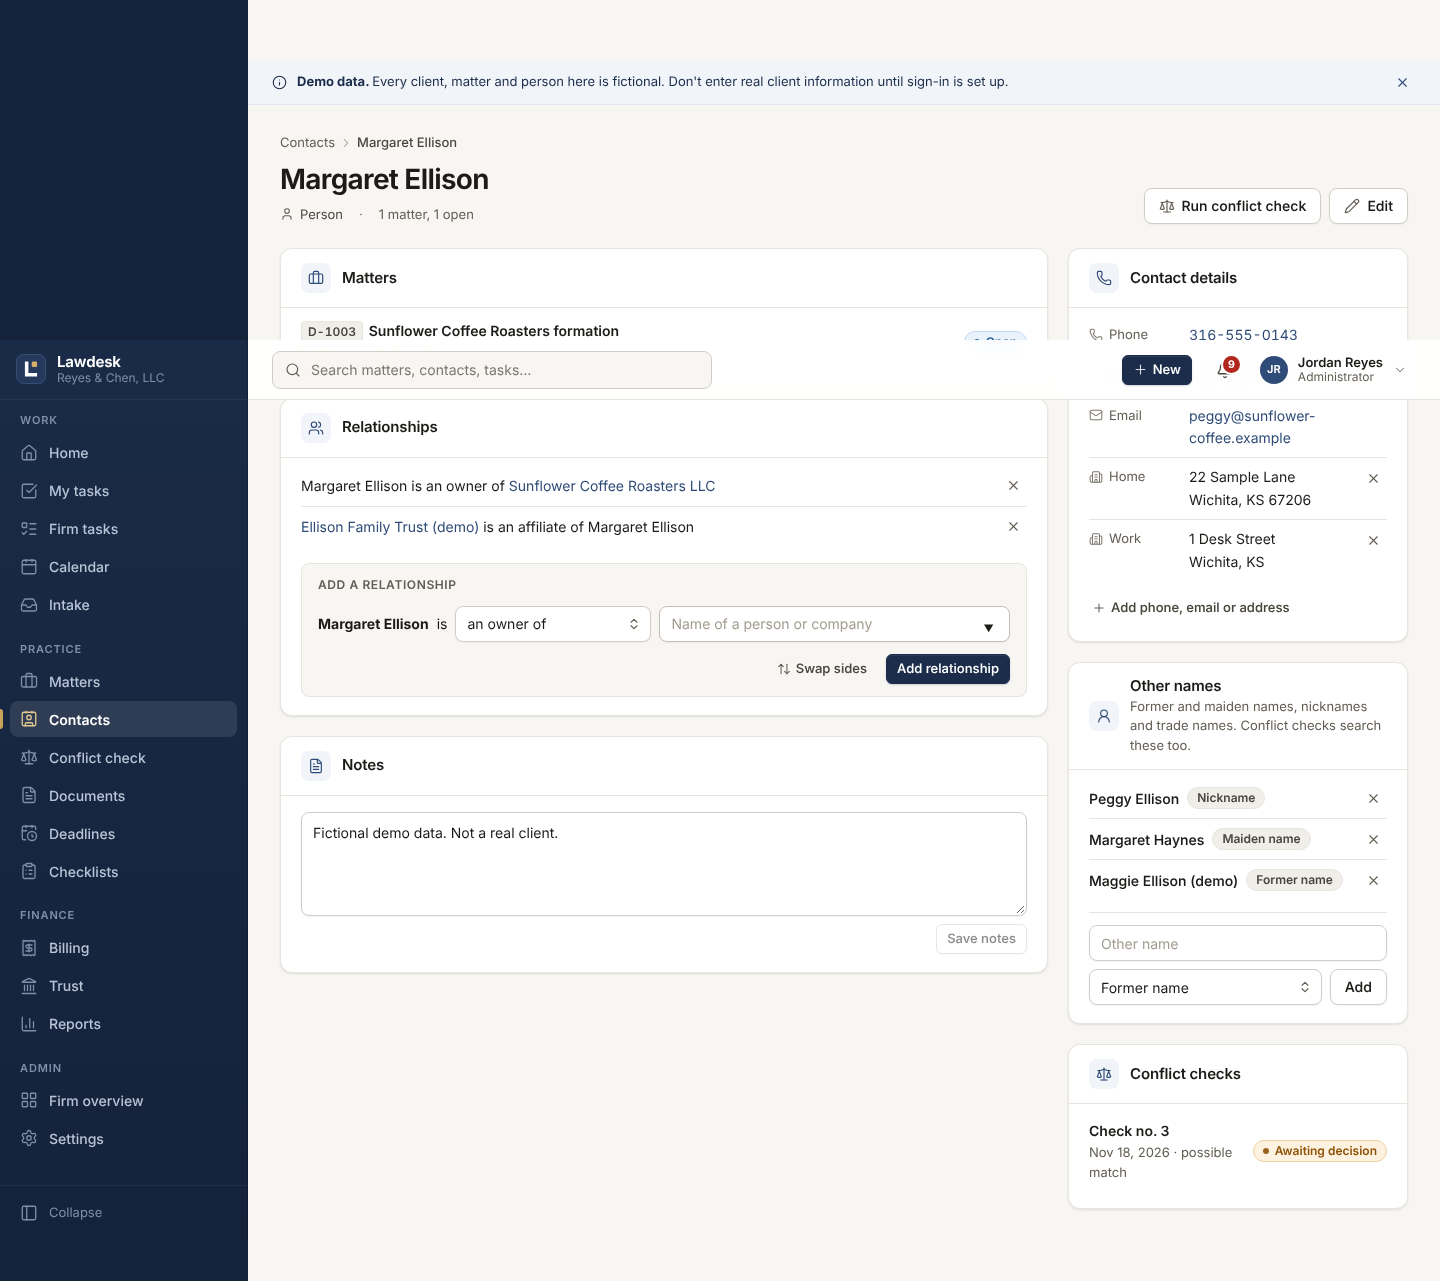 Demo data. Every client, matter and person here is fictional. Don't enter real client information until sign-in is set up.
Contacts
Margaret Ellison
Margaret Ellison
Person · 1 matter, 1 open
Run conflict check
Edit
Matters
D-1003 Sunflower Coffee Roasters formation
Contact details
Phone 316-555-0143
Lawdesk
Reyes & Chen, LLC
Search matters, contacts, tasks...
New
9
JR
Jordan Reyes
Administrator
WORK
Home
My tasks
Firm tasks
Calendar
Intake
PRACTICE
Matters
Contacts
Conflict check
Documents
Deadlines
Checklists
FINANCE
Billing
Trust
Reports
ADMIN
Firm overview
Settings
Collapse
Relationships
Margaret Ellison is an owner of Sunflower Coffee Roasters LLC
Ellison Family Trust (demo) is an affiliate of Margaret Ellison
ADD A RELATIONSHIP
Margaret Ellison is an owner of Name of a person or company
Swap sides
Add relationship
Notes
Fictional demo data. Not a real client.
Save notes
Email peggy@sunflower-
coffee.example
Home 22 Sample Lane
Wichita, KS 67206
Work 1 Desk Street
Wichita, KS
Add phone, email or address
Other names
Former and maiden names, nicknames
and trade names. Conflict checks search
these too.
Peggy Ellison Nickname
Margaret Haynes Maiden name
Maggie Ellison (demo) Former name
Other name
Former name
Add
Conflict checks
Check no. 3
Nov 18, 2026 · possible
match
Awaiting decision